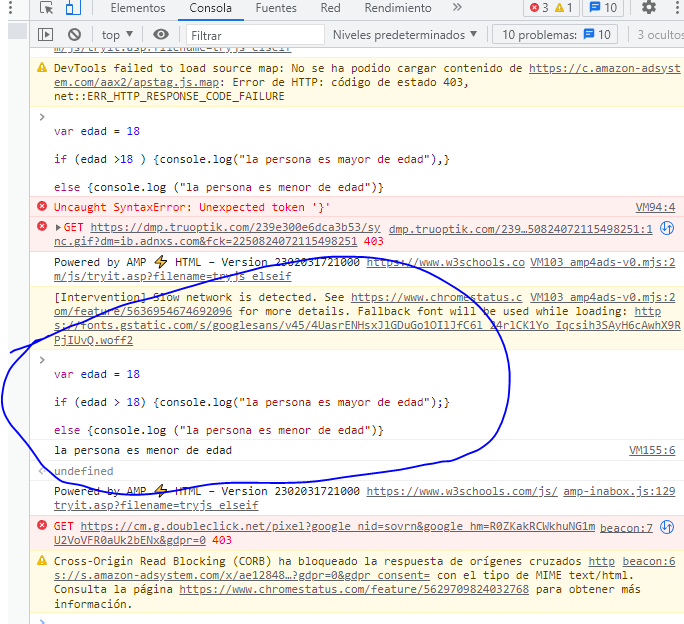 Elementos Consola Fuentes Red Rendimiento » 3 1 10
top ▼ Filtrar Niveles predeterminados ▼ 10 problemas: 10 3 ocultos
m/js/tryit.asp?filename=tryjs_elseif
DevTools failed to load source map: No se ha podido cargar contenido de https://c.amazon-adsyst
em.com/aax2/apstag.js.map: Error de HTTP: código de estado 403,
net::ERR_HTTP_RESPONSE_CODE_FAILURE
>
var edad = 18
if (edad >18 ) {console.log("la persona es mayor de edad"),}
else {console.log ("la persona es menor de edad")}
Uncaught SyntaxError: Unexpected token '}' VM94:4
▶GET https://dmp.truoptik.com/239e300e6dca3b53/sy dmp.truoptik.com/239…50824072115498251:1
nc.gif?dm=ib.adnxs.com&fck=2250824072115498251 403
Powered by AMP ⚡ HTML – Version 2302031721000 https://www.w3schools.co VM103 amp4ads-v0.mjs:2
m/js/tryit.asp?filename=tryjs_elseif
[Intervention] Slow network is detected. See https://www.chromestatus.c VM103 amp4ads-v0.mjs:2
om/feature/5636954674692096 for more details. Fallback font will be used while loading: http
s://fonts.gstatic.com/s/googlesans/v45/
PjIUvQ.woff2
>
var edad = 18
if (edad > 18) {console.log("la persona es mayor de edad");}
else {console.log ("la persona es menor de edad")}
la persona es menor de edad VM155:6
undefined
Powered by AMP ⚡ HTML – Version 2302031721000 https://www.w3schools.com/js/ amp-inabox.js:129
tryit.asp?filename=tryjs_elseif
GET https://cm.g.doubleclick.net/pixel?google_nid=sovrn&google_hm=R0ZKakRCWkhuNG1m beacon:7
U2VoVFR0aUk2bENx&gdpr=0 403
Cross-Origin Read Blocking (CORB) ha bloqueado la respuesta de orígenes cruzados http beacon:6
s://s.amazon-adsystem.com/x/ae12848…?gdpr=0&gdpr_consent= con el tipo de MIME text/html.
Consulta la página https://www.chromestatus.com/feature/5629709824032768 para obtener más
información.
>